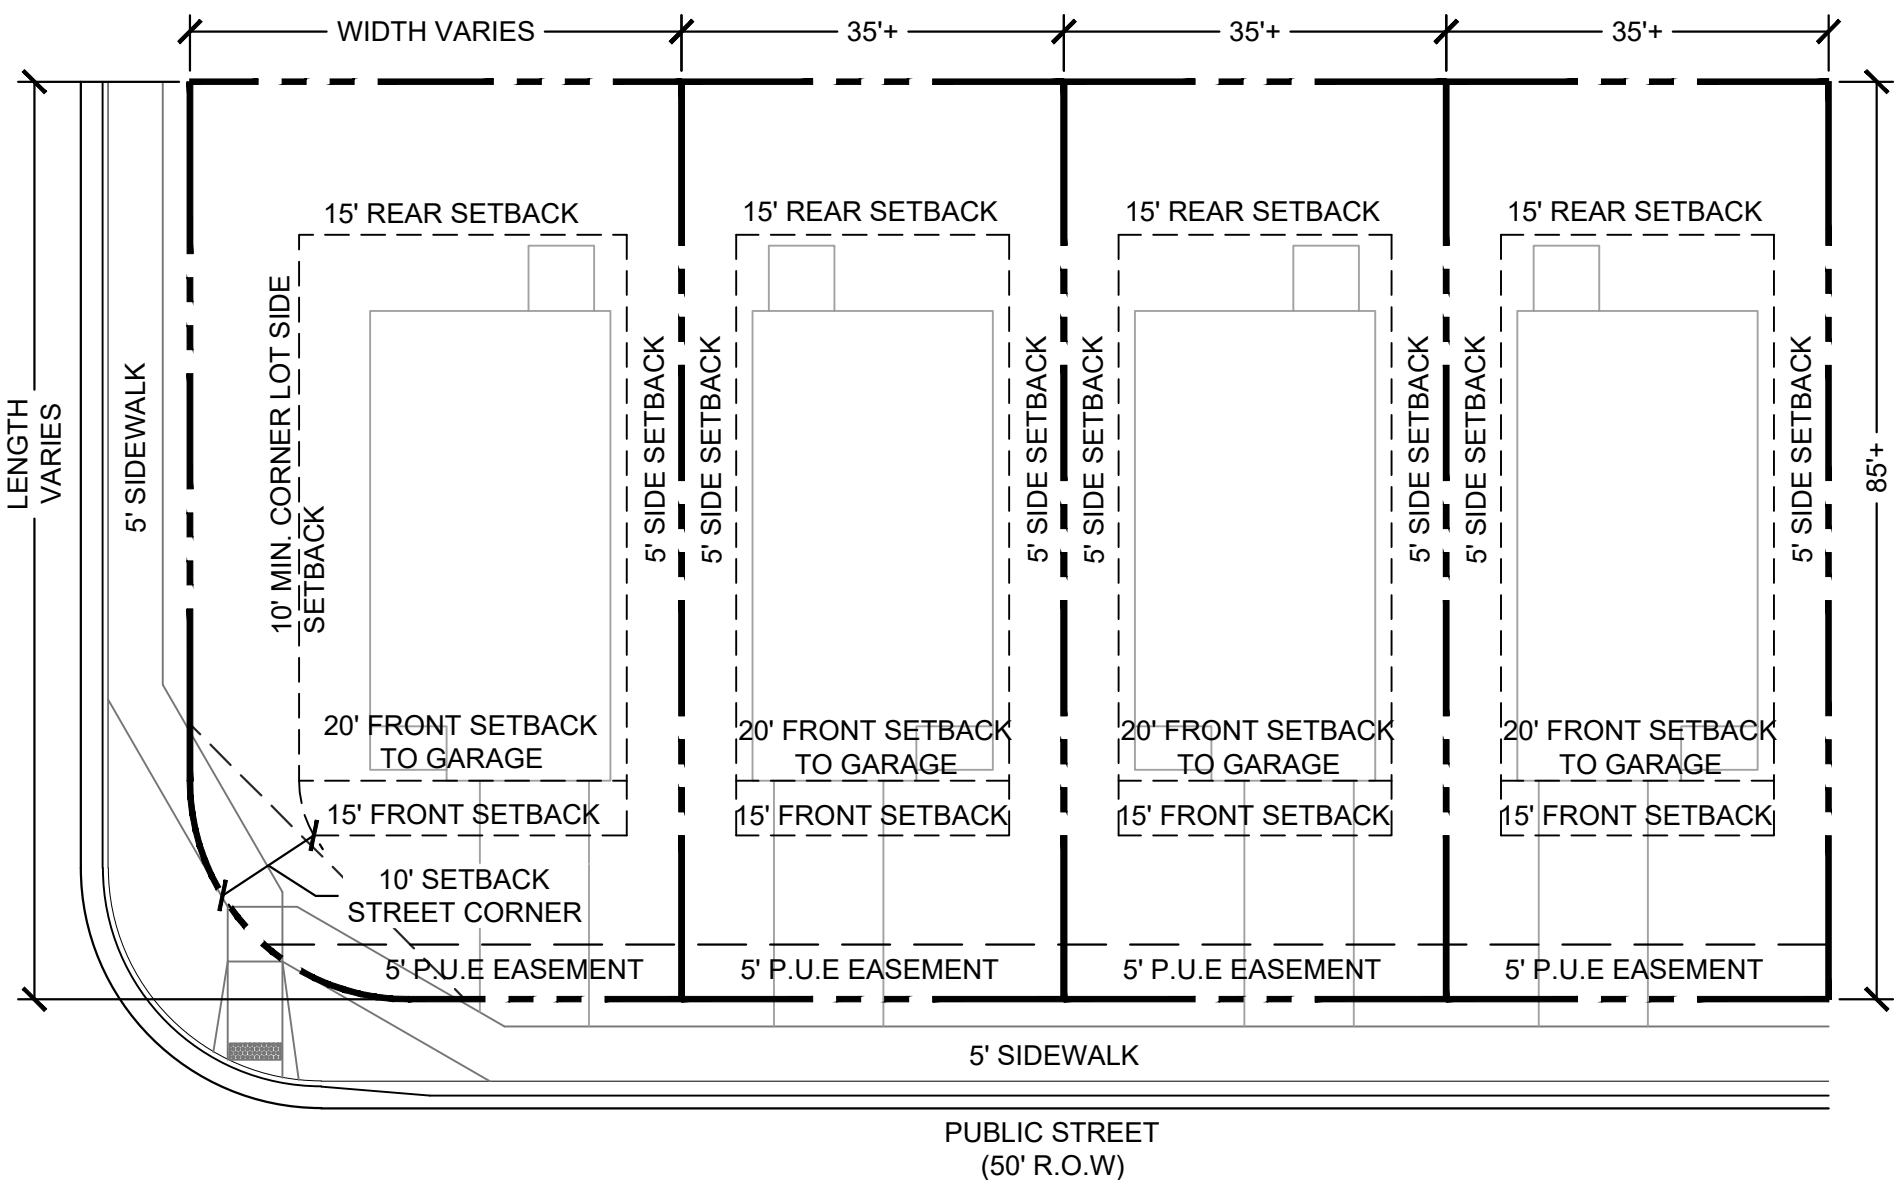 WIDTH VARIES
35'+
35'+
35'+
15' REAR SETBACK
15' REAR SETBACK
15' REAR SETBACK
15' REAR SETBACK
LENGTH
VARIES
5' SIDEWALK
10' MIN. CORNER LOT SIDE
SETBACK
5' SIDE SETBACK
5' SIDE SETBACK
5' SIDE SETBACK
5' SIDE SETBACK
5' SIDE SETBACK
5' SIDE SETBACK
5' SIDE SETBACK
85'+
20' FRONT SETBACK
TO GARAGE
20' FRONT SETBACK
TO GARAGE
20' FRONT SETBACK
TO GARAGE
20' FRONT SETBACK
TO GARAGE
15' FRONT SETBACK
15' FRONT SETBACK
15' FRONT SETBACK
15' FRONT SETBACK
10' SETBACK
STREET CORNER
5' P.U.E EASEMENT
5' P.U.E EASEMENT
5' P.U.E EASEMENT
5' P.U.E EASEMENT
5' SIDEWALK
PUBLIC STREET
(50' R.O.W)